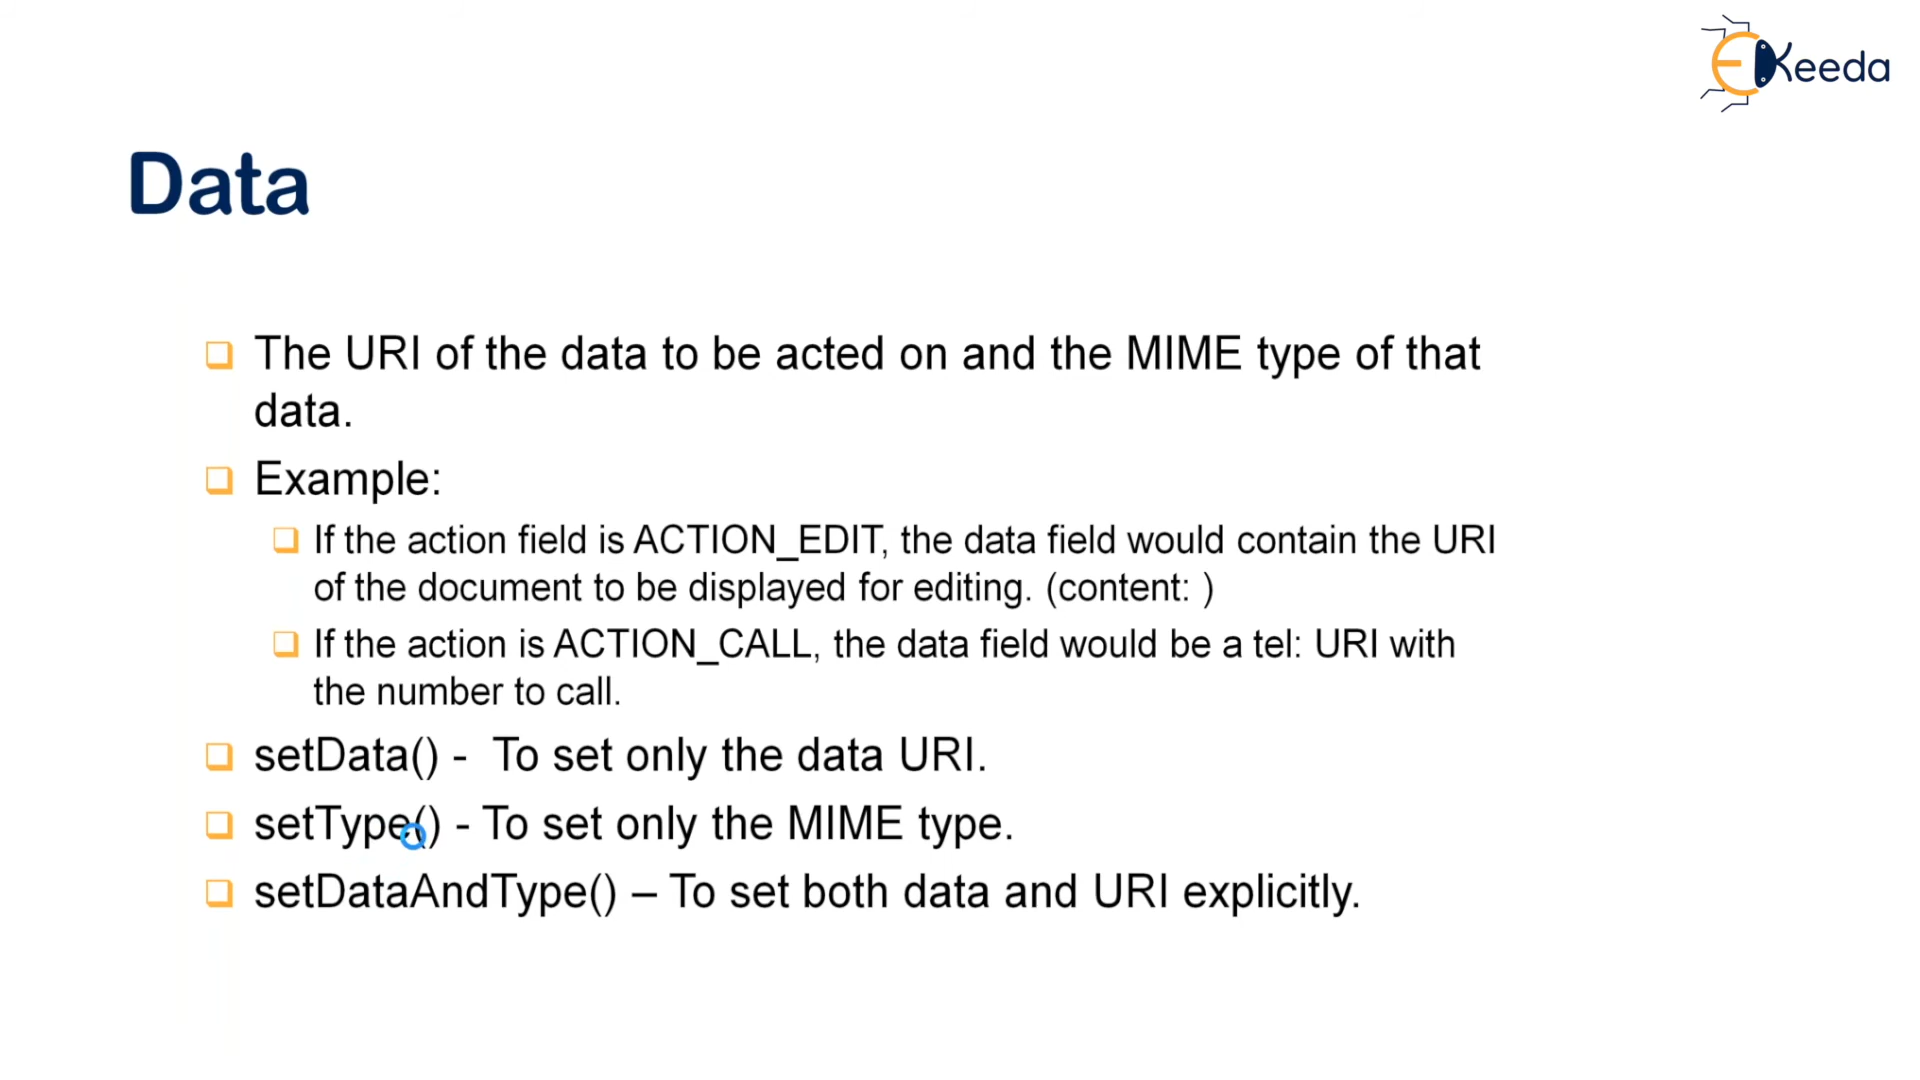 EKeeda
Data
The URI of the data to be acted on and the MIME type of that
data.
Example:
If the action field is ACTION_EDIT, the data field would contain the URI
of the document to be displayed for editing. (content: )
If the action is ACTION_CALL, the data field would be a tel: URI with
the number to call.
setData() - To set only the data URI.
setType() - To set only the MIME type.
setDataAndType() – To set both data and URI explicitly.